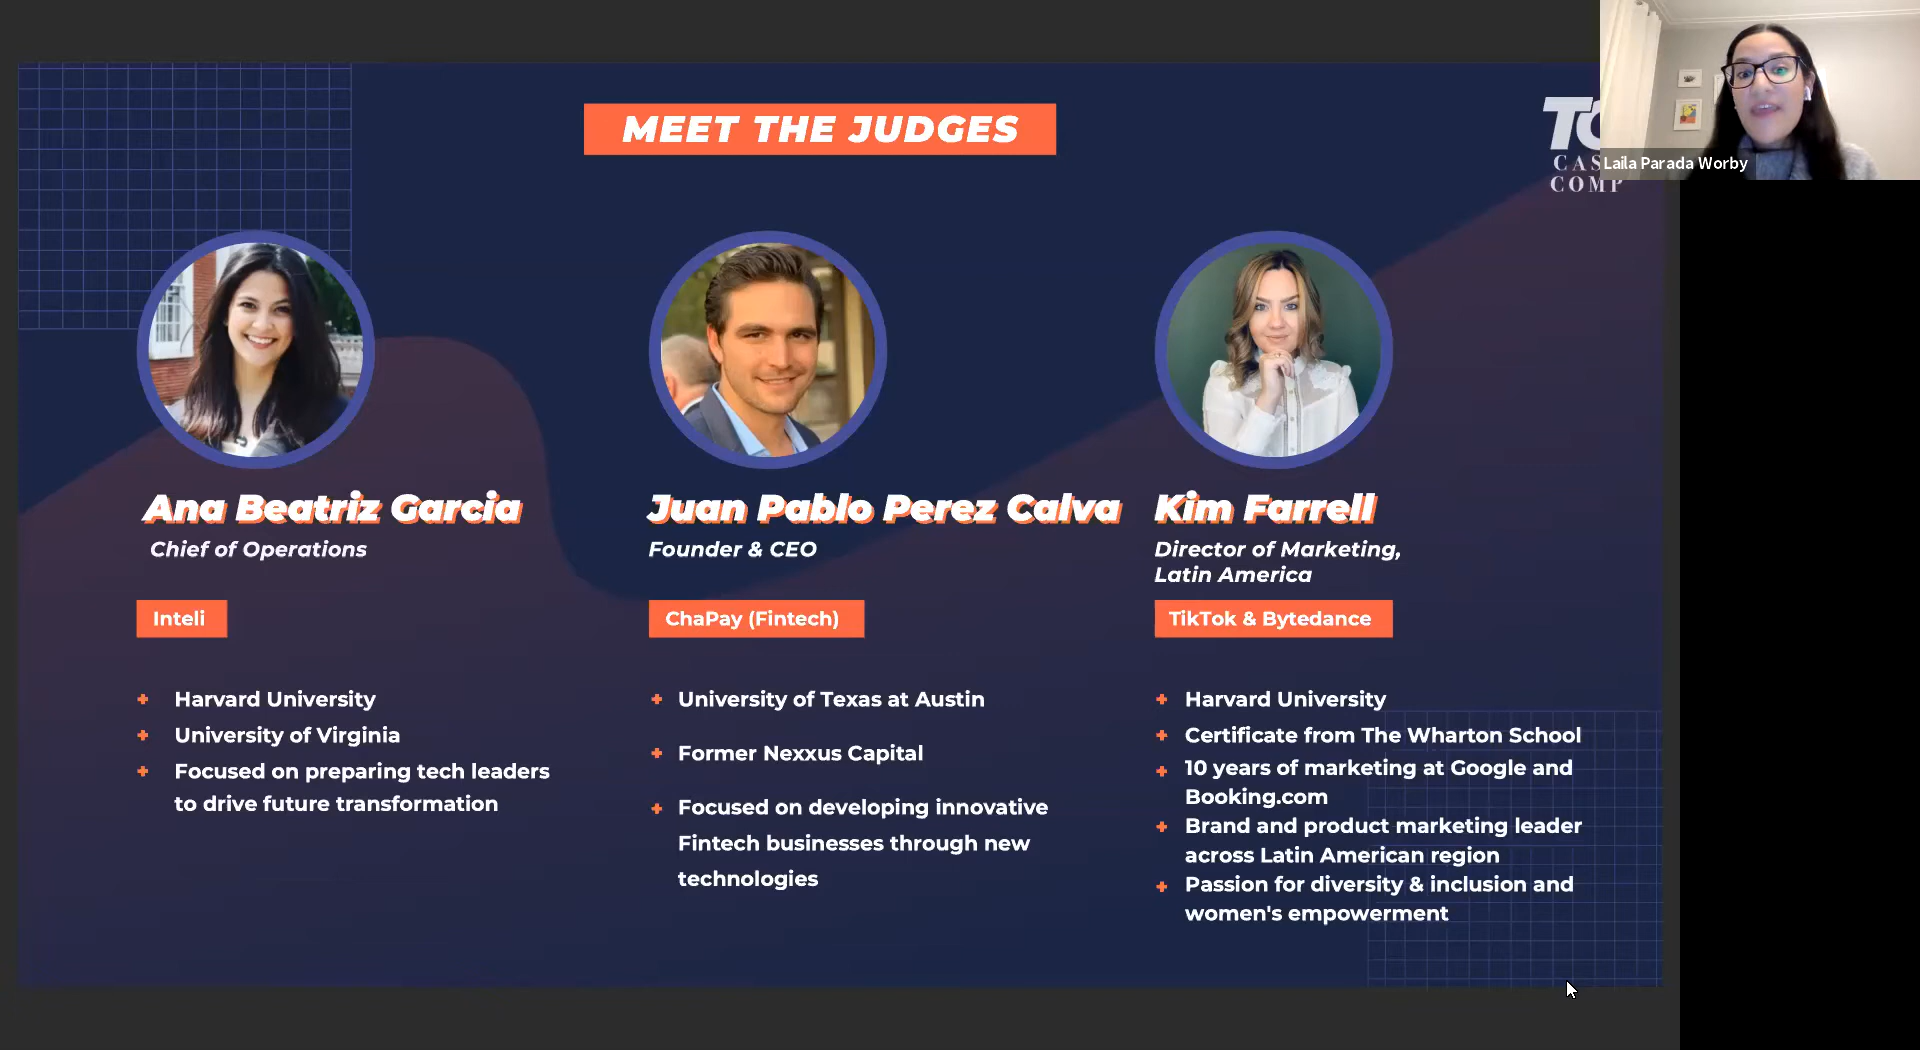 MEET THE JUDGES
CAS
COMP
Laila Parada Worby
Ana Beatriz Garcia
Chief of Operations
Inteli
Harvard University
University of Virginia
Focused on preparing tech leaders
to drive future transformation
Juan Pablo Perez Calva
Founder & CEO
ChaPay (Fintech)
University of Texas at Austin
Former Nexxus Capital
Focused on developing innovative
Fintech businesses through new
technologies
Kim Farrell
Director of Marketing,
Latin America
TikTok & Bytedance
Harvard University
Certificate from The Wharton School
10 years of marketing at Google and
Booking.com
Brand and product marketing leader
across Latin American region
Passion for diversity & inclusion and
women's empowerment